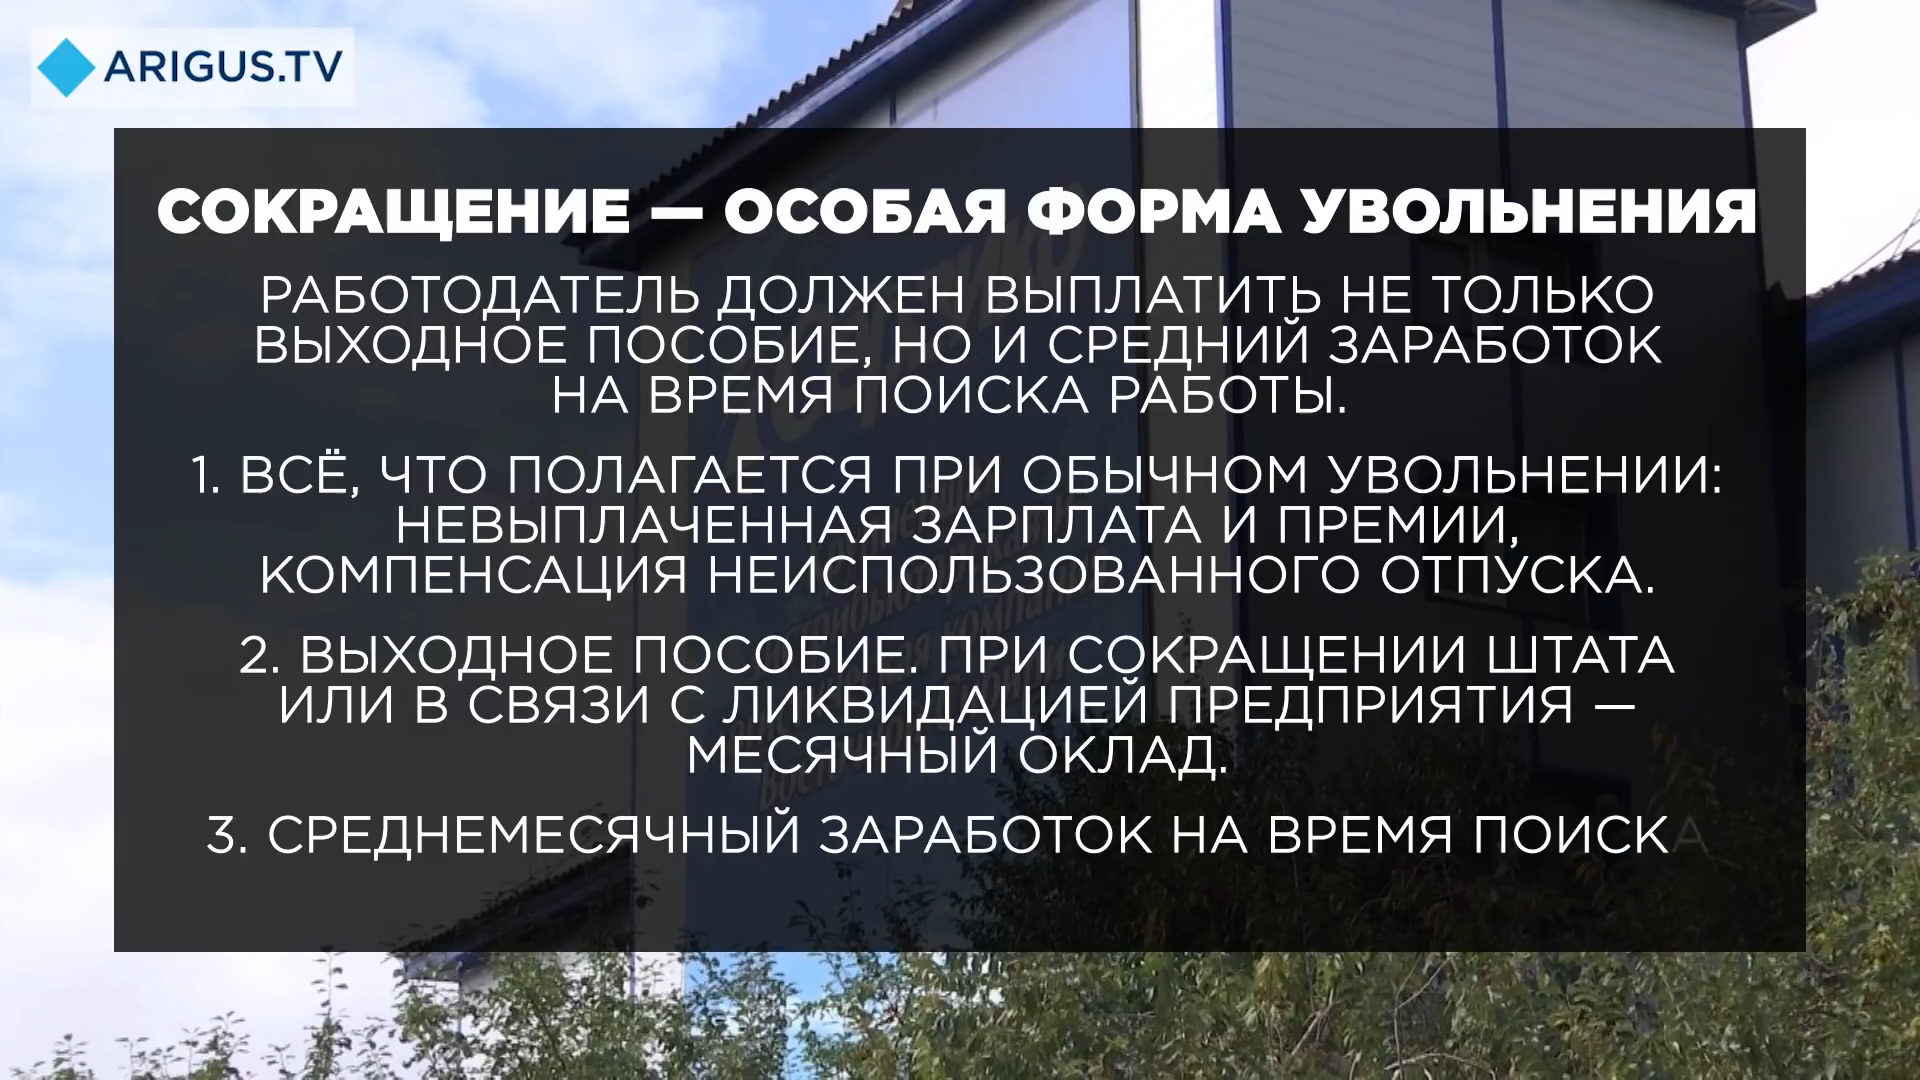 ARIGUS.TV
СОКРАЩЕНИЕ — ОСОБАЯ ФОРМА УВОЛЬНЕНИЯ
РАБОТОДАТЕЛЬ ДОЛЖЕН ВЫПЛАТИТЬ НЕ ТОЛЬКО
ВЫХОДНОЕ ПОСОБИЕ, НО И СРЕДНИЙ ЗАРАБОТОК
НА ВРЕМЯ ПОИСКА РАБОТЫ.
1. ВСЁ, ЧТО ПОЛАГАЕТСЯ ПРИ ОБЫЧНОМ УВОЛЬНЕНИИ:
НЕВЫПЛАЧЕННАЯ ЗАРПЛАТА И ПРЕМИИ,
КОМПЕНСАЦИЯ НЕИСПОЛЬЗОВАННОГО ОТПУСКА.
2. ВЫХОДНОЕ ПОСОБИЕ. ПРИ СОКРАЩЕНИИ ШТАТА
ИЛИ В СВЯЗИ С ЛИКВИДАЦИЕЙ ПРЕДПРИЯТИЯ —
МЕСЯЧНЫЙ ОКЛАД.
3. СРЕДНЕМЕСЯЧНЫЙ ЗАРАБОТОК НА ВРЕМЯ ПОИСКА